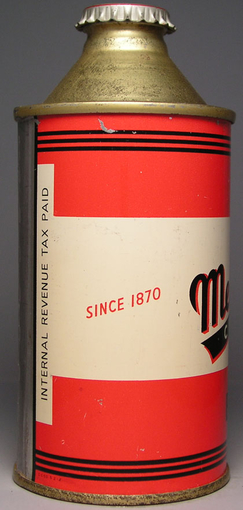 INTERNAL REVENUE TAX PAID
SINCE 1870